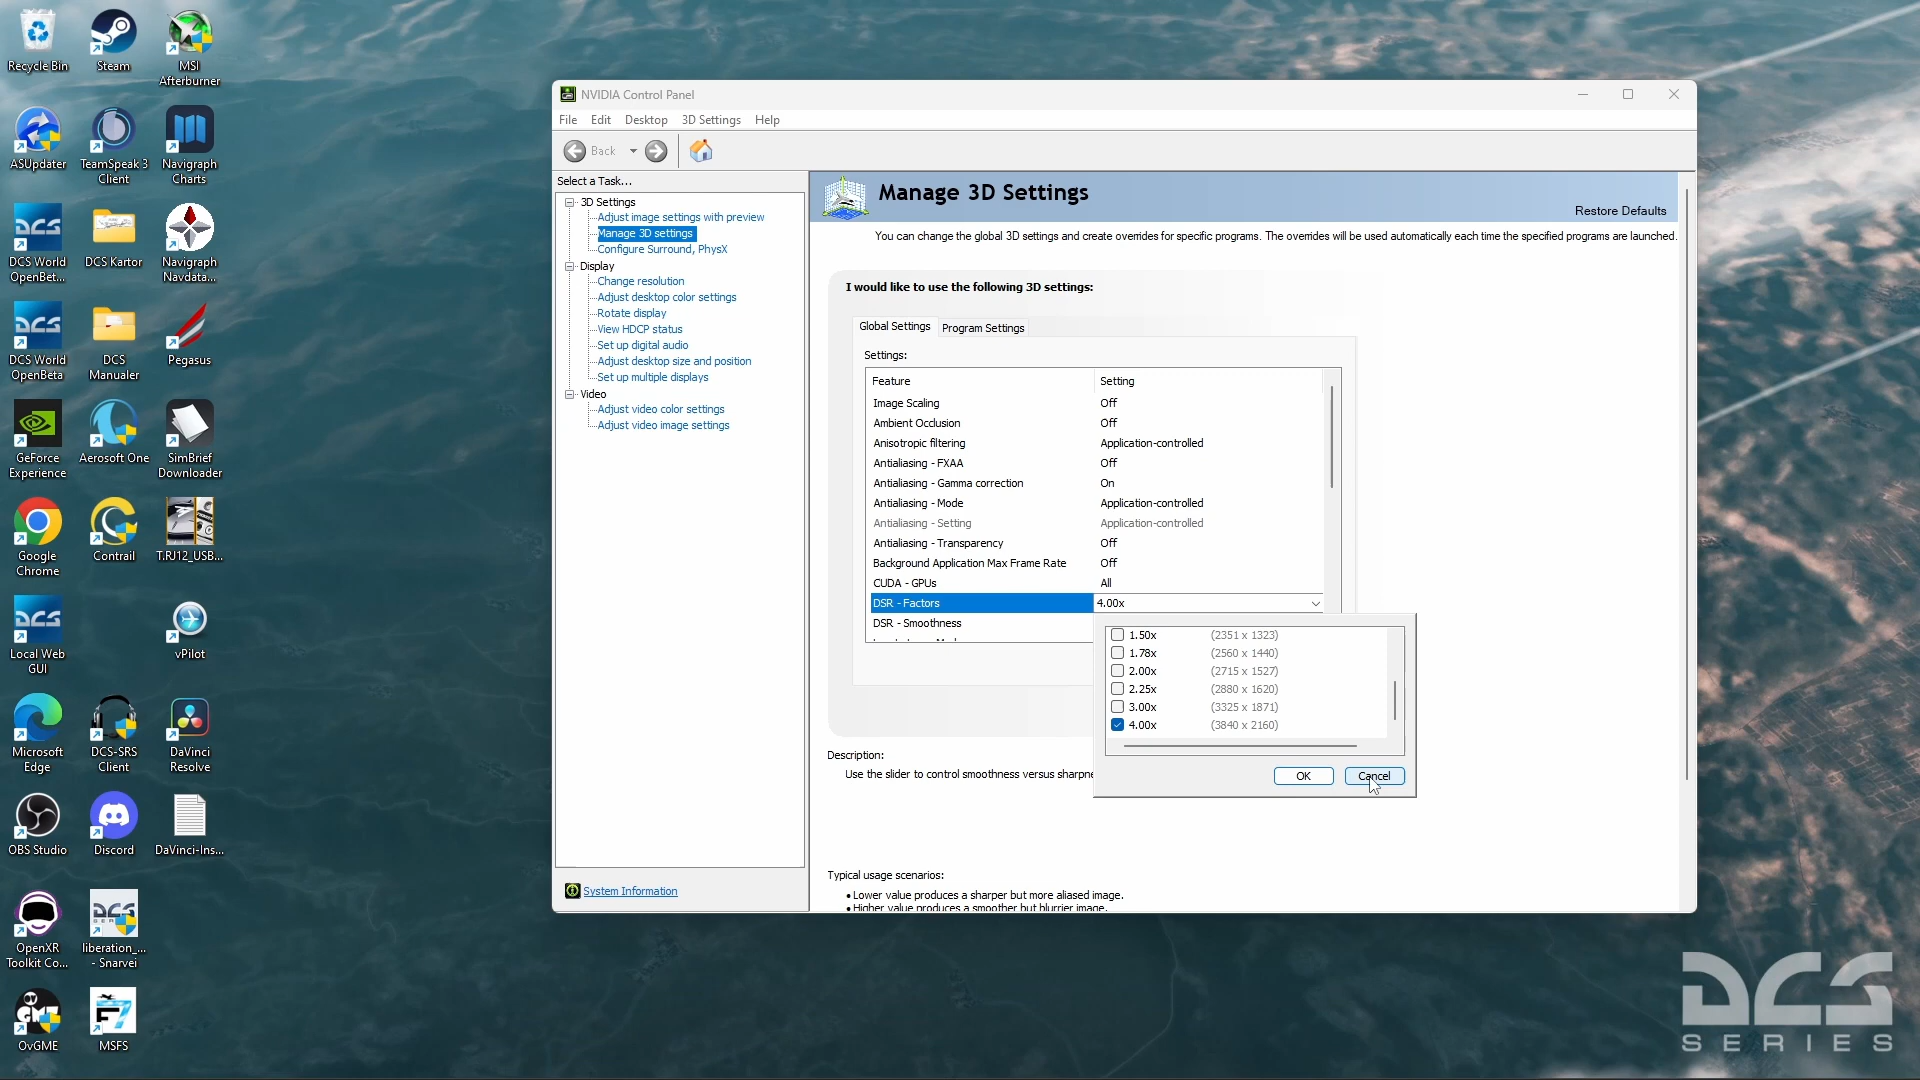 Recycle Bin
Steam
MSI
Afterburner
ASUpdater
TeamSpeak 3
Client
Navigraph
Charts
DCS World
OpenBet...
DCS Kartor
Navigraph
Navdata...
DCS World
OpenBeta
DCS
Manualer
Pegasus
GeForce
Experience
Aerosoft One
SimBrief
Downloader
Google
Chrome
Contrail
T.RJ12_USB...
Local Web
GUI
vPilot
Microsoft
Edge
DCS-SRS
Client
DaVinci
Resolve
OBS Studio
Discord
DaVinci-Ins...
OpenXR
Toolkit Co...
liberation_...
- Snarvei
OvGME
MSFS
NVIDIA Control Panel
File Edit Desktop 3D Settings Help
Back
Select a Task...
3D Settings
Adjust image settings with preview
Manage 3D settings
Configure Surround, PhysX
Display
Change resolution
Adjust desktop color settings
Rotate display
View HDCP status
Set up digital audio
Adjust desktop size and position
Set up multiple displays
Video
Adjust video color settings
Adjust video image settings
System Information
Manage 3D Settings
Restore Defaults
You can change the global 3D settings and create overrides for specific programs. The overrides will be used automatically each time the specified programs are launched.
I would like to use the following 3D settings:
Global Settings Program Settings
Settings:
Feature Setting
Image Scaling Off
Ambient Occlusion Off
Anisotropic filtering Application-controlled
Antialiasing - FXAA Off
Antialiasing - Gamma correction On
Antialiasing - Mode Application-controlled
Antialiasing - Setting Application-controlled
Antialiasing - Transparency Off
Background Application Max Frame Rate Off
CUDA - GPUs All
DSR - Factors 4.00x
DSR - Smoothness
1.50x (2351 x 1323)
1.78x (2560 x 1440)
2.00x (2715 x 1527)
2.25x (2880 x 1620)
3.00x (3325 x 1871)
4.00x (3840 x 2160)
OK Cancel
Description:
Use the slider to control smoothness versus sharpne
Typical usage scenarios:
• Lower value produces a sharper but more aliased image.
• Higher value produces a smoother but blurrier image.
DCS
SERIES